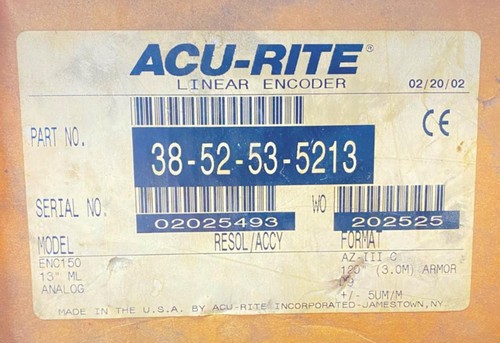 ACU-RITE®
LINEAR ENCODER 02/20/02
PART NO. 38-52-53-5213 CE
SERIAL NO. 02025493 WO 202525
MODEL RESOL/ACCY FORMAT
ENC150 AZ-III C
13" ML 120" (3.0M) ARMOR
ANALOG 9
+/- 5UM/M
MADE IN THE U.S.A. BY ACU-RITE INCORPORATED-JAMESTOWN,NY.